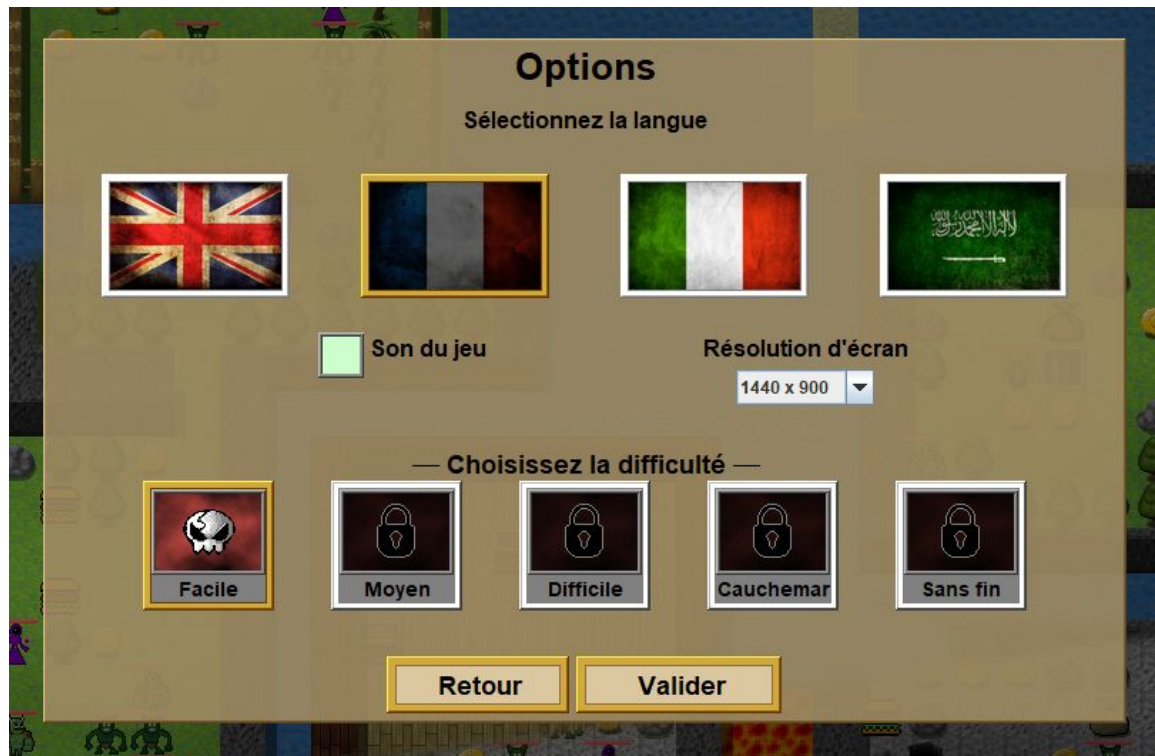 Options
Sélectionnez la langue
Son du jeu
Résolution d'écran
1440 x 900
— Choisissez la difficulté —
Facile
Moyen
Difficile
Cauchemar
Sans fin
Retour
Valider